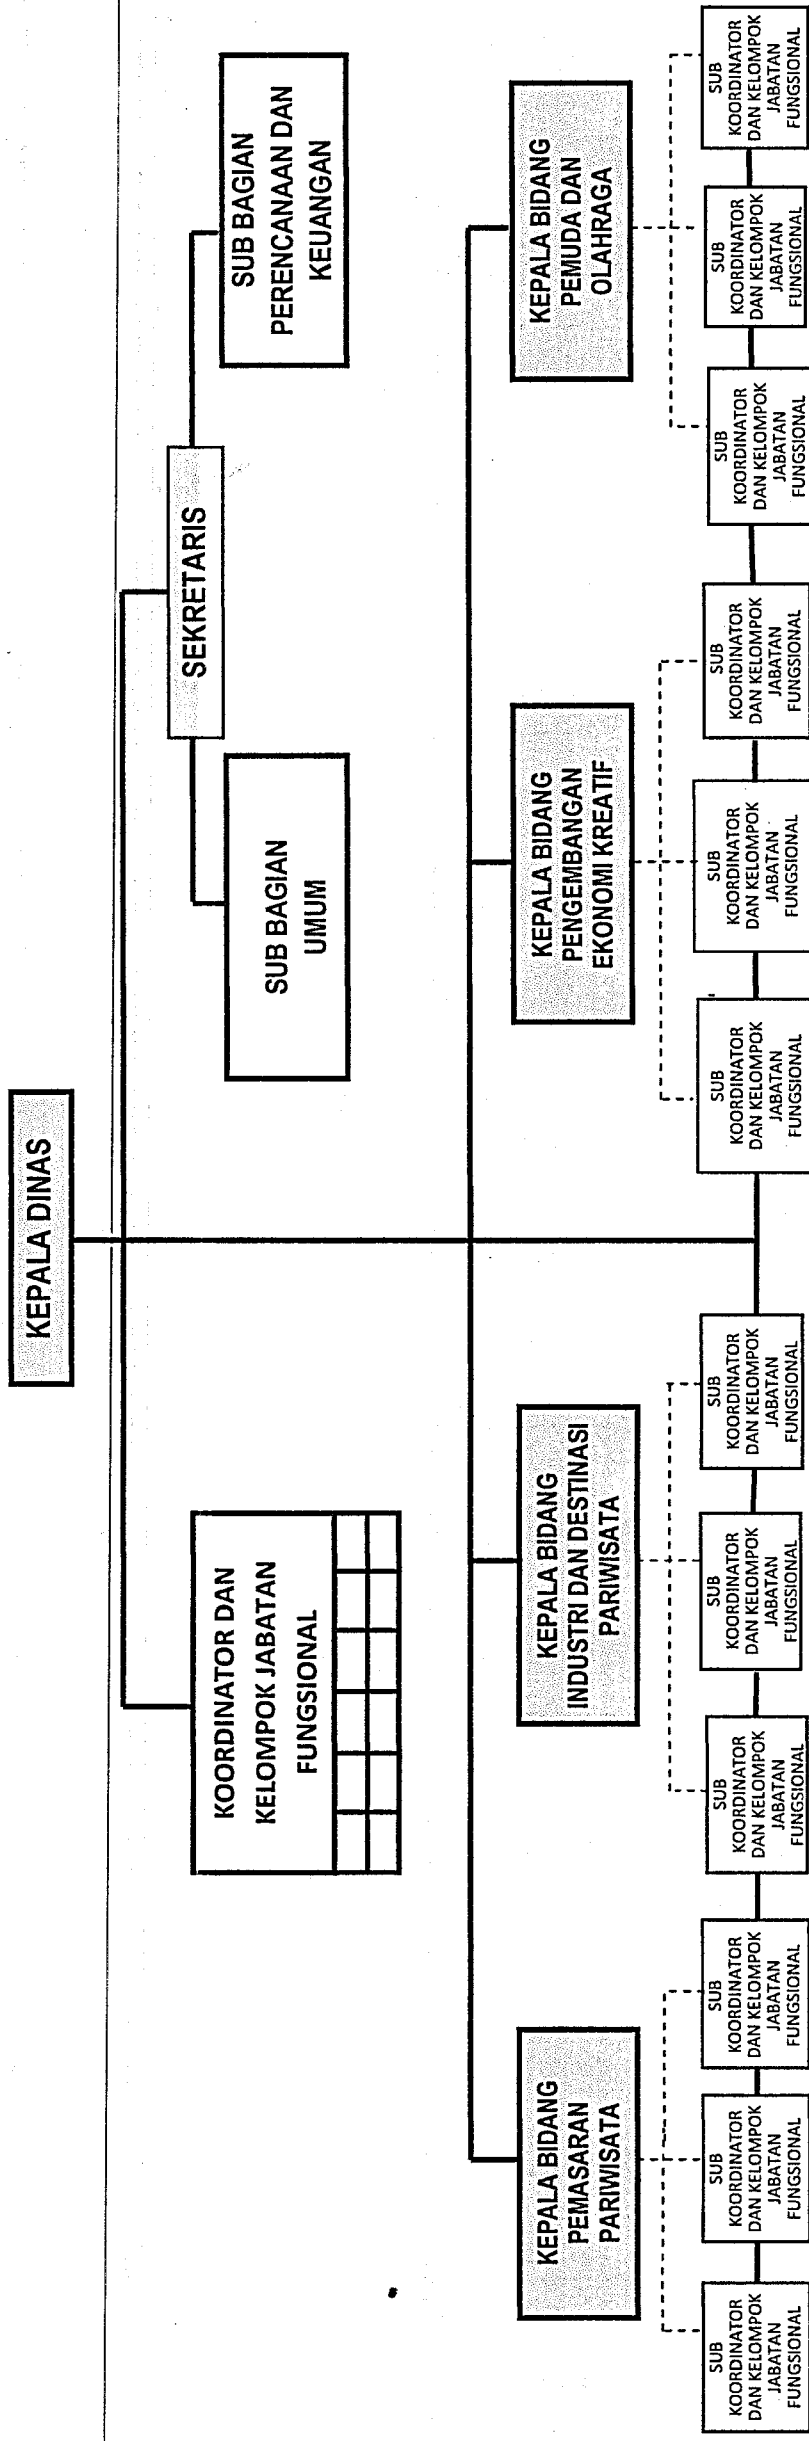 KEPALA DINAS
KOORDINATOR DAN
KELOMPOK JABATAN
FUNGSIONAL
SEKRETARIS
SUB BAGIAN
UMUM
SUB BAGIAN
PERENCANAAN DAN
KEUANGAN
KEPALA BIDANG
PEMASARAN
PARIWISATA
KEPALA BIDANG
INDUSTRI DAN DESTINASI
PARIWISATA
KEPALA BIDANG
PENGEMBANGAN
EKONOMI KREATIF
KEPALA BIDANG
PEMUDA DAN
OLAHRAGA
SUB
KOORDINATOR
DAN KELOMPOK
JABATAN
FUNGSIONAL
SUB
KOORDINATOR
DAN KELOMPOK
JABATAN
FUNGSIONAL
SUB
KOORDINATOR
DAN KELOMPOK
JABATAN
FUNGSIONAL
SUB
KOORDINATOR
DAN KELOMPOK
JABATAN
FUNGSIONAL
SUB
KOORDINATOR
DAN KELOMPOK
JABATAN
FUNGSIONAL
SUB
KOORDINATOR
DAN KELOMPOK
JABATAN
FUNGSIONAL
SUB
KOORDINATOR
DAN KELOMPOK
JABATAN
FUNGSIONAL
SUB
KOORDINATOR
DAN KELOMPOK
JABATAN
FUNGSIONAL
SUB
KOORDINATOR
DAN KELOMPOK
JABATAN
FUNGSIONAL
SUB
KOORDINATOR
DAN KELOMPOK
JABATAN
FUNGSIONAL
SUB
KOORDINATOR
DAN KELOMPOK
JABATAN
FUNGSIONAL
SUB
KOORDINATOR
DAN KELOMPOK
JABATAN
FUNGSIONAL